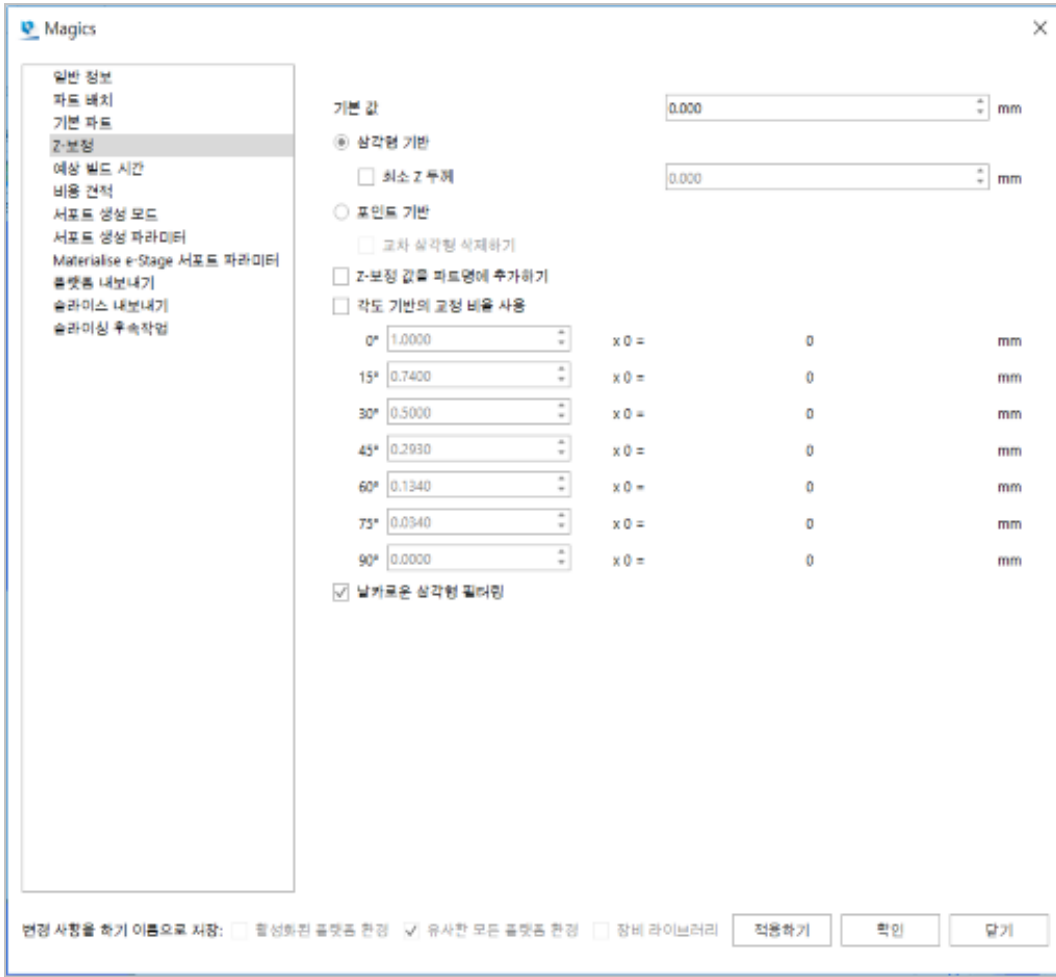 Magics
일반 정보
파트 배치
기본 파트
Z-보정
예상 빌드 시간
비용 견적
서포트 생성 모드
서포트 생성 파라미터
Materialise e-Stage 서포트 파라미터
플랫폼 내보내기
슬라이스 내보내기
슬라이싱 후속작업
기본 값 0.000 mm
삼각형 기반
최소 Z 두께 0.000 mm
포인트 기반
교차 삼각형 삭제하기
Z-보정 값을 파트명에 추가하기
각도 기반의 교정 비율 사용
0° 1.0000 x 0 = 0 mm
15° 0.7400 x 0 = 0 mm
30° 0.5000 x 0 = 0 mm
45° 0.2930 x 0 = 0 mm
60° 0.1340 x 0 = 0 mm
75° 0.0340 x 0 = 0 mm
90° 0.0000 x 0 = 0 mm
날카로운 삼각형 필터링
변경 사항을 하기 이름으로 저장: 활성화된 플랫폼 환경 유사한 모든 플랫폼 환경 장비 라이브러리 적용하기 확인 닫기